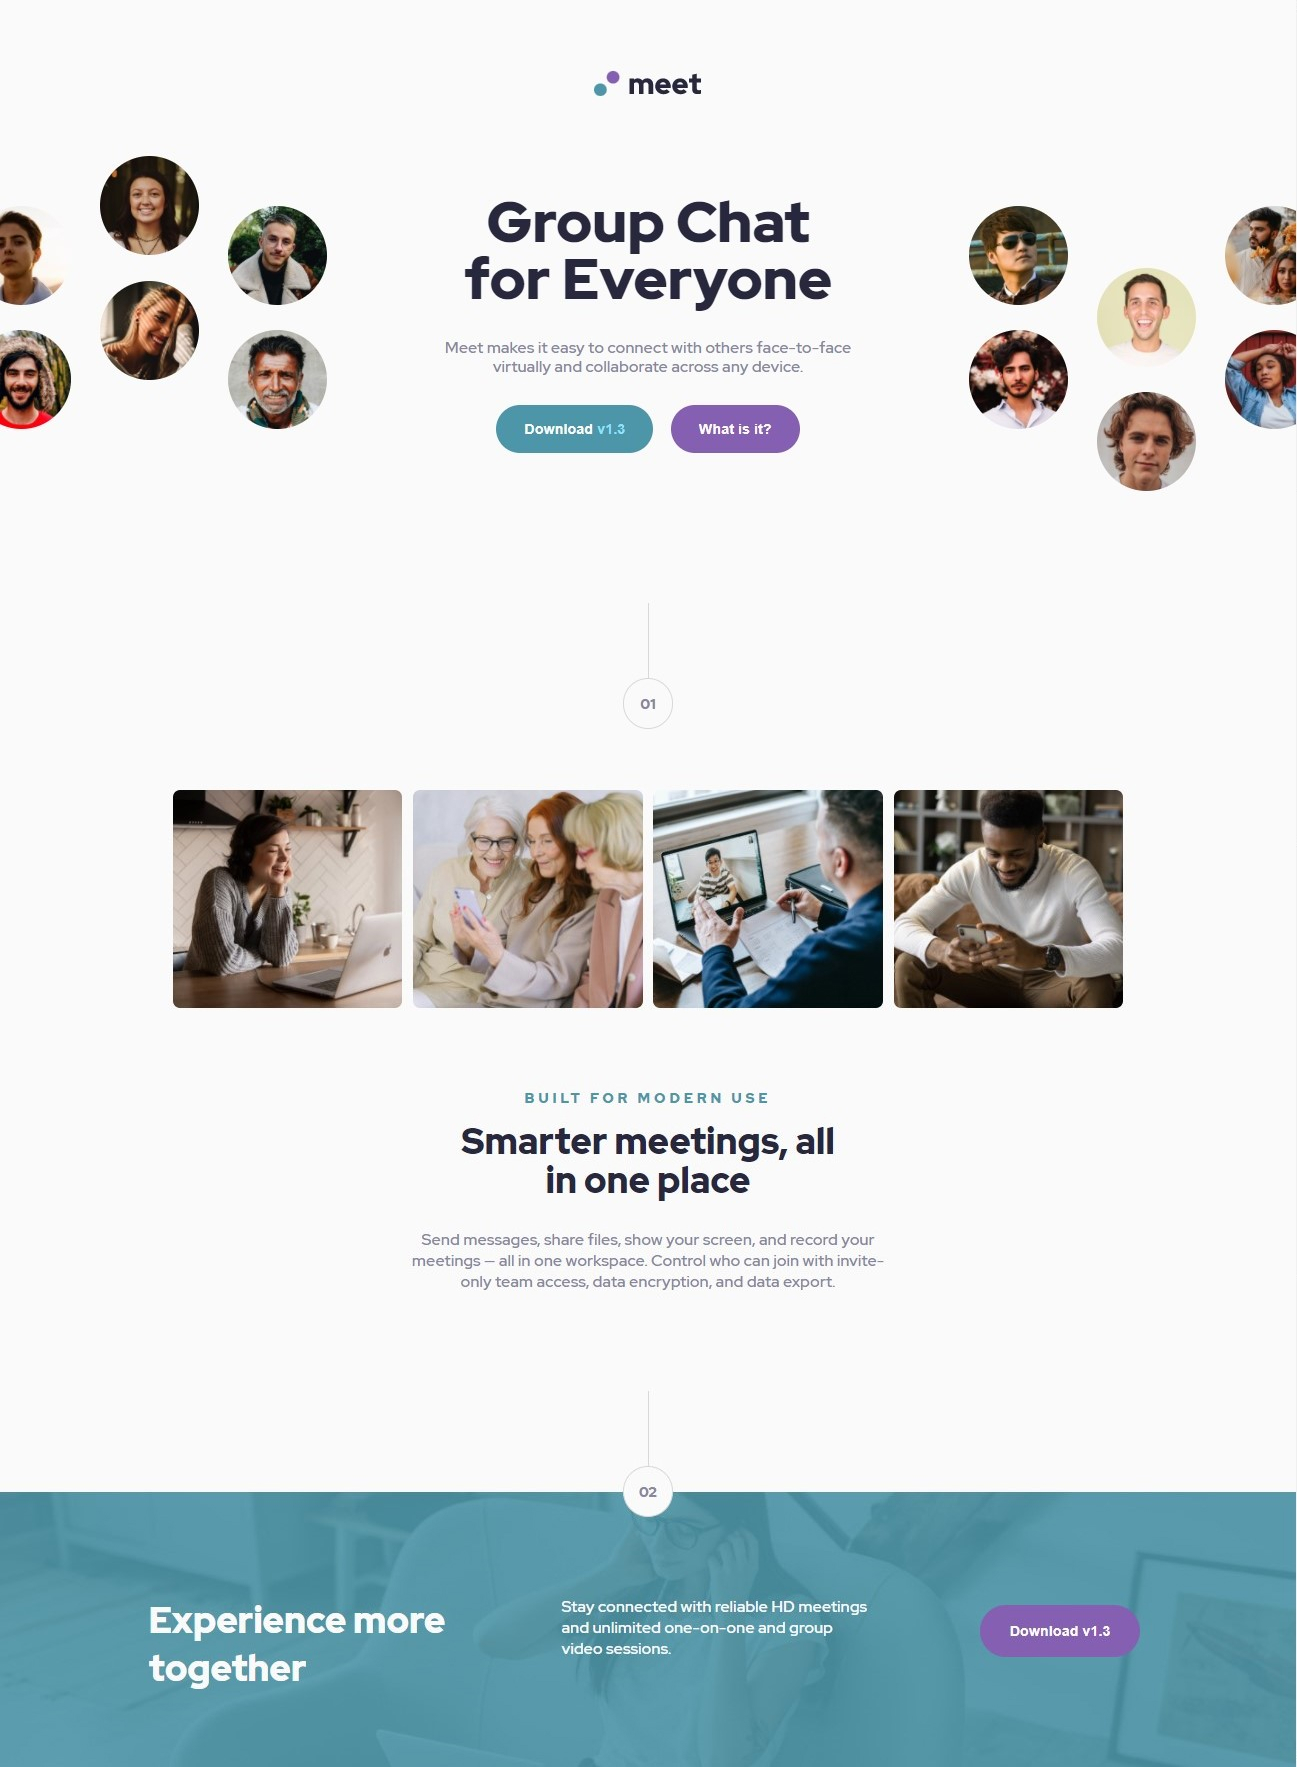 meet
Group Chat
for Everyone
Meet makes it easy to connect with others face-to-face
virtually and collaborate across any device.
Download v1.3
What is it?
01
BUILT FOR MODERN USE
Smarter meetings, all
in one place
Send messages, share files, show your screen, and record your
meetings — all in one workspace. Control who can join with invite-
only team access, data encryption, and data export.
02
Experience more
together
Stay connected with reliable HD meetings
and unlimited one-on-one and group
video sessions.
Download v1.3